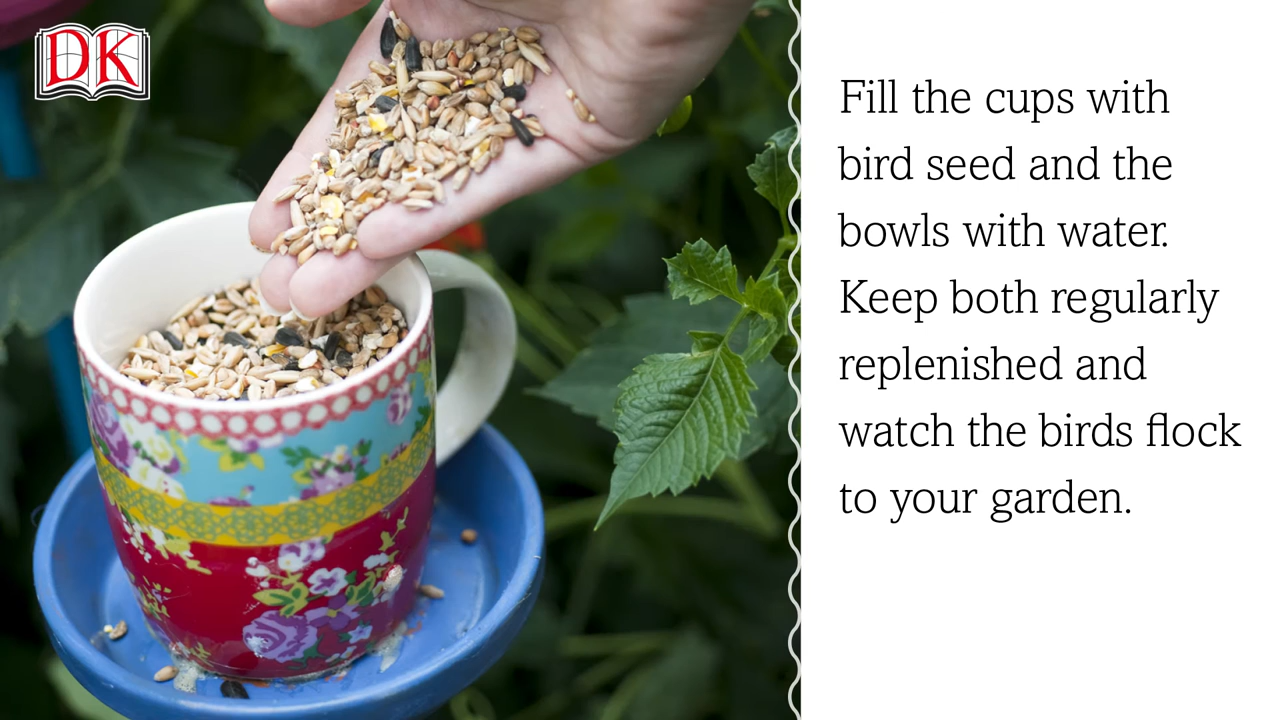 DK
Fill the cups with
bird seed and the
bowls with water.
Keep both regularly
replenished and
watch the birds flock
to your garden.